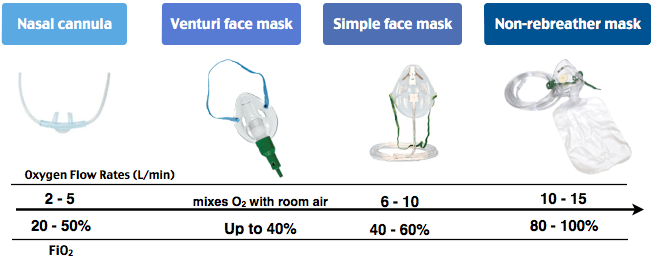 Nasal cannula
Venturi face mask
Simple face mask
Non-rebreather mask
Oxygen Flow Rates (L/min)
2 - 5
mixes O₂ with room air
6 - 10
10 - 15
20 - 50%
Up to 40%
40 - 60%
80 - 100%
FiO₂